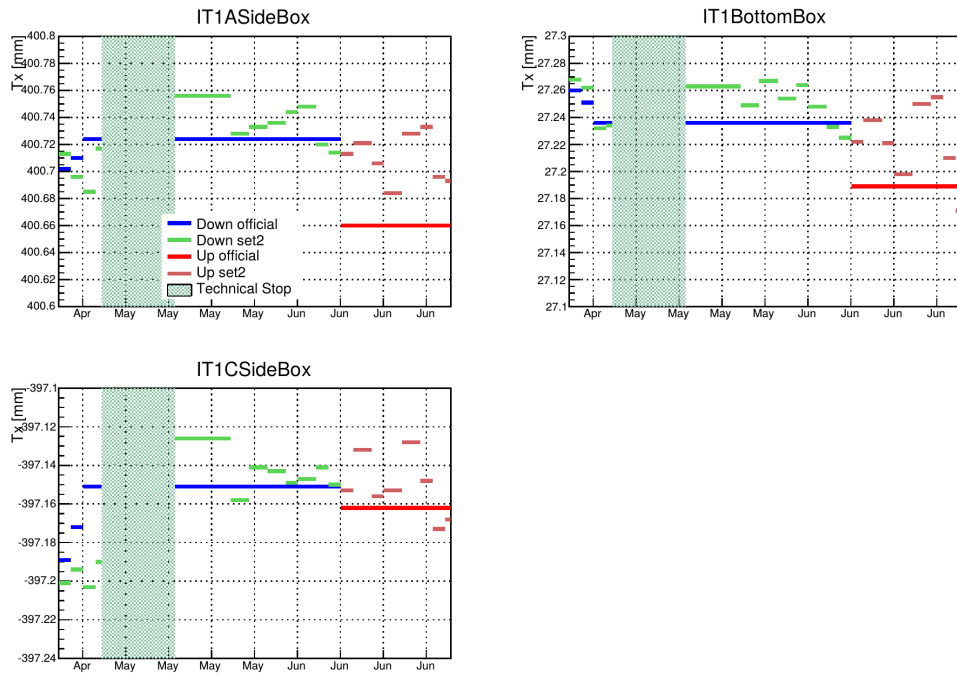 IT1ASideBox
Tx [mm]
400.8
400.78
400.76
400.74
400.72
400.7
400.68
400.66
400.64
400.62
400.6
Down official
Down set2
Up official
Up set2
Technical Stop
Apr May May May May Jun Jun Jun Jun
IT1BottomBox
Tx [mm]
27.3
27.28
27.26
27.24
27.22
27.2
27.18
27.16
27.14
27.12
27.1
Apr May May May May Jun Jun Jun Jun
IT1CSideBox
Tx [mm]
-397.1
-397.12
-397.14
-397.16
-397.18
-397.2
-397.22
-397.24
Apr May May May May Jun Jun Jun Jun